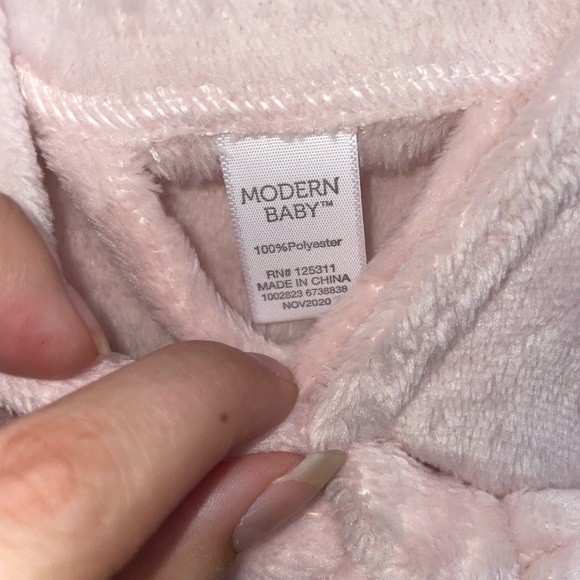 MODERN
BABY™
100%Polyester
RN# 125311
MADE IN CHINA
1002823 6738838
NOV2020